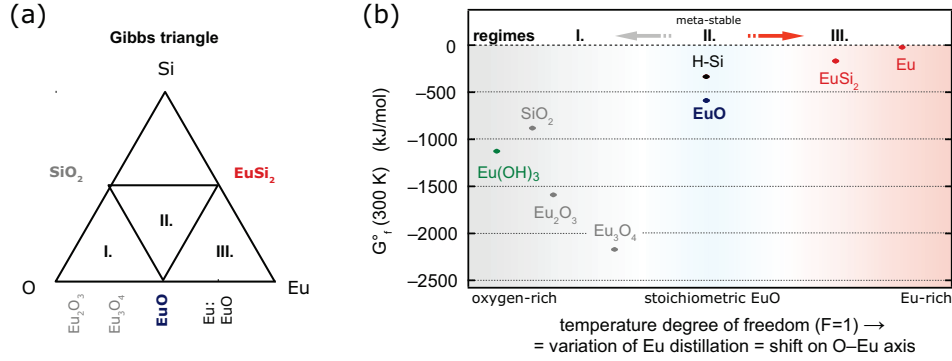 (a)
Gibbs triangle
Si
SiO₂
EuSi₂
II.
I.
III.
O
Eu
Eu₂O₃
Eu₃O₄
EuO
Eu::
EuO
(b)
meta-stable
regimes
I.
II.
III.
0
−500
−1000
−1500
−2000
−2500
G°f (300 K) (kJ/mol)
H-Si
EuO
EuSi₂
Eu
SiO₂
Eu(OH)₃
Eu₂O₃
Eu₃O₄
oxygen-rich
stoichiometric EuO
Eu-rich
temperature degree of freedom (F=1) →
= variation of Eu distillation = shift on O–Eu axis